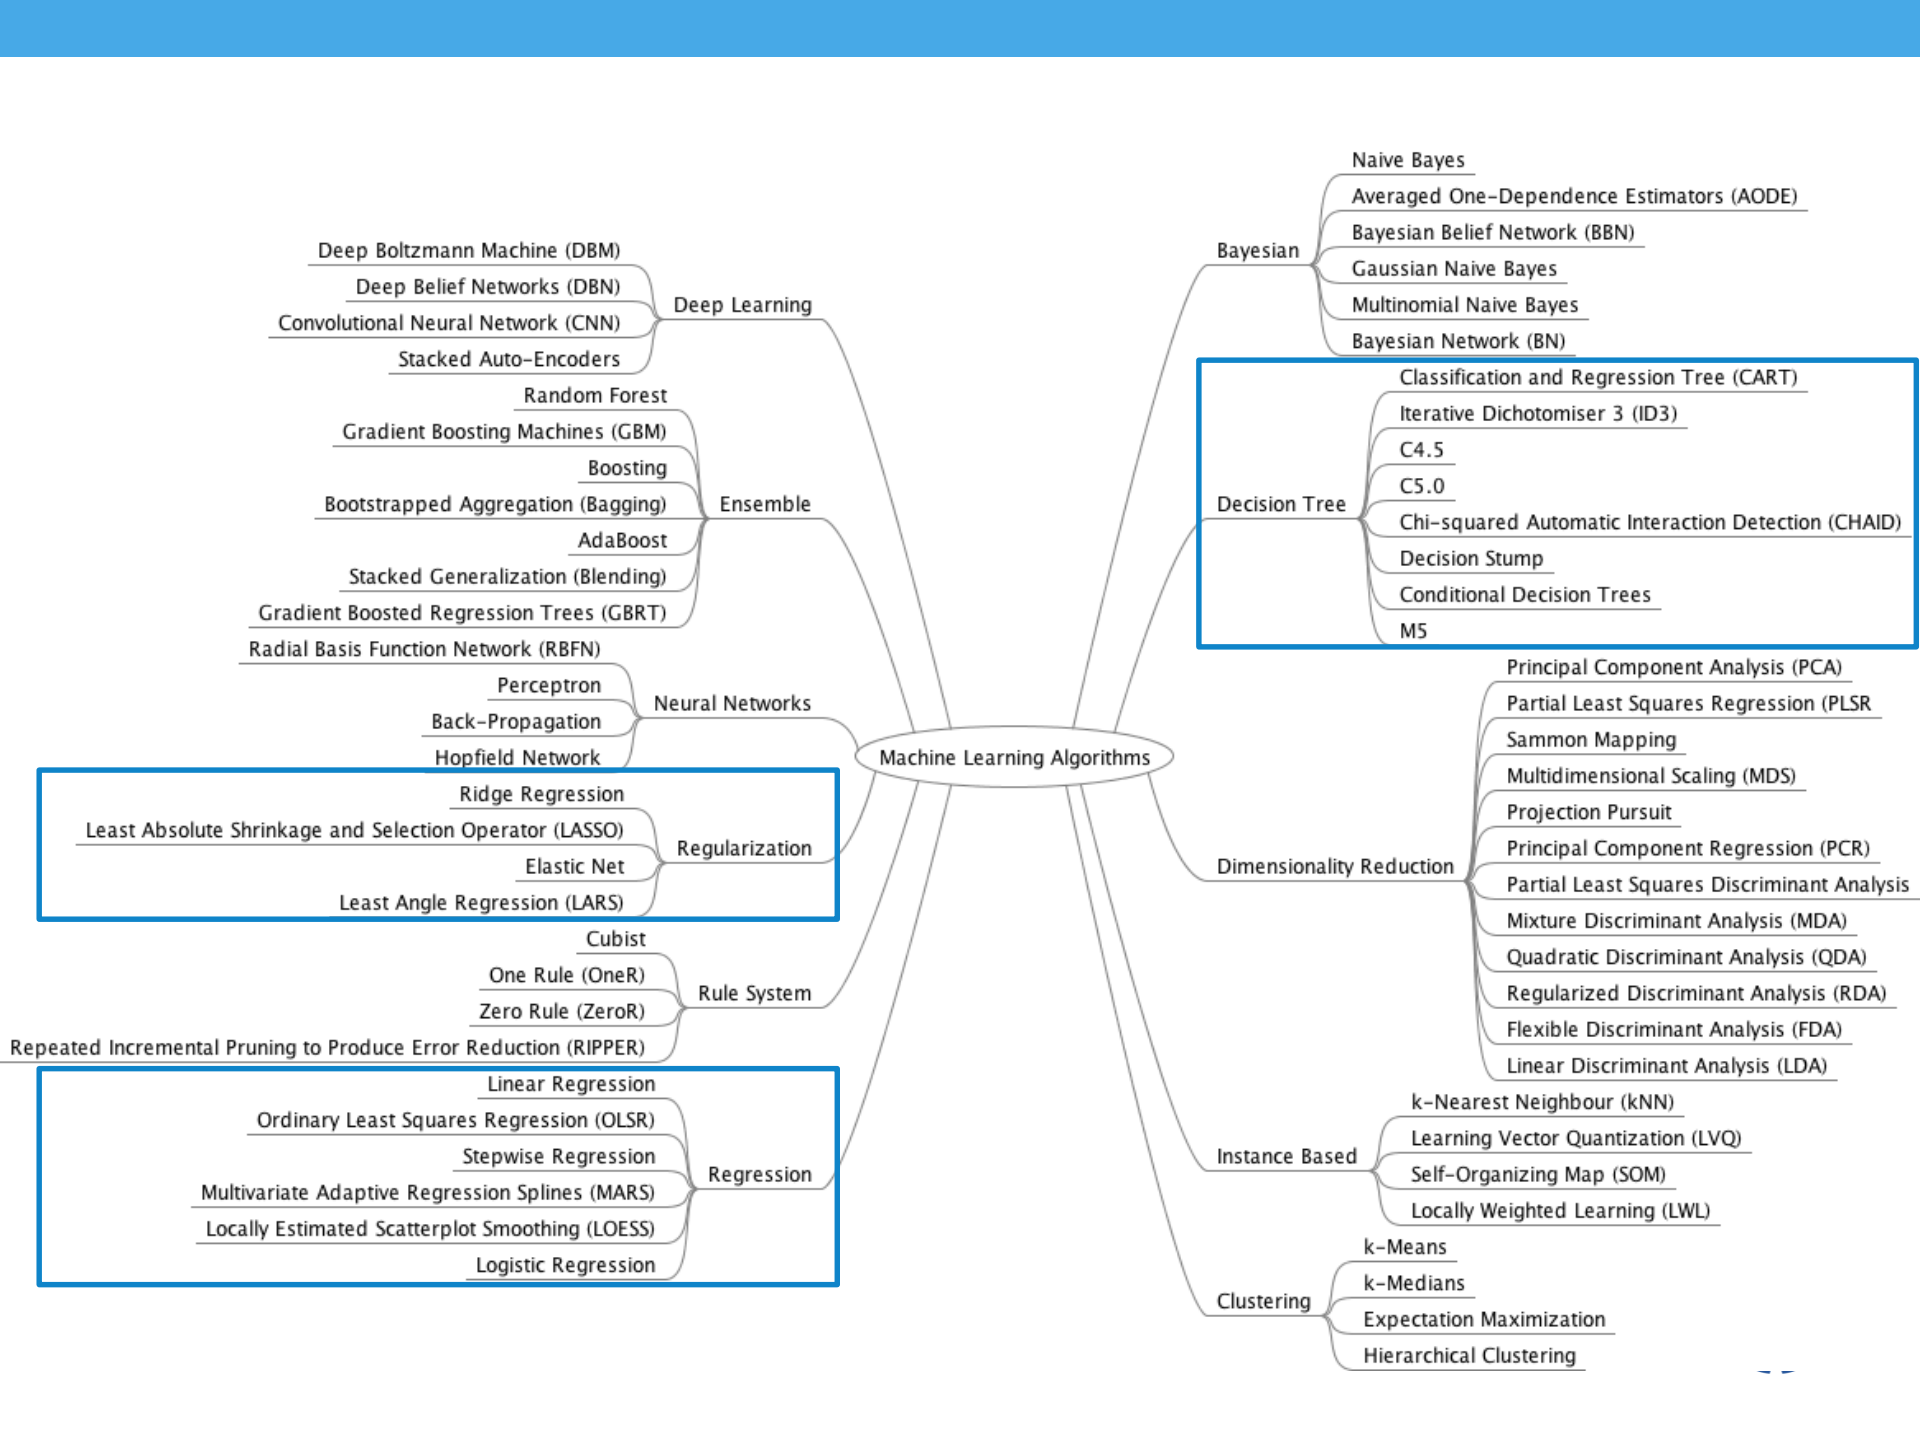 Deep Boltzmann Machine (DBM)
Deep Belief Networks (DBN)
Convolutional Neural Network (CNN)
Stacked Auto-Encoders
Deep Learning
Random Forest
Gradient Boosting Machines (GBM)
Boosting
Bootstrapped Aggregation (Bagging)
AdaBoost
Stacked Generalization (Blending)
Gradient Boosted Regression Trees (GBRT)
Ensemble
Radial Basis Function Network (RBFN)
Perceptron
Back-Propagation
Hopfield Network
Neural Networks
Ridge Regression
Least Absolute Shrinkage and Selection Operator (LASSO)
Elastic Net
Least Angle Regression (LARS)
Regularization
Cubist
One Rule (OneR)
Zero Rule (ZeroR)
Repeated Incremental Pruning to Produce Error Reduction (RIPPER)
Rule System
Linear Regression
Ordinary Least Squares Regression (OLSR)
Stepwise Regression
Multivariate Adaptive Regression Splines (MARS)
Locally Estimated Scatterplot Smoothing (LOESS)
Logistic Regression
Regression
Machine Learning Algorithms
Bayesian
Naive Bayes
Averaged One-Dependence Estimators (AODE)
Bayesian Belief Network (BBN)
Gaussian Naive Bayes
Multinomial Naive Bayes
Bayesian Network (BN)
Decision Tree
Classification and Regression Tree (CART)
Iterative Dichotomiser 3 (ID3)
C4.5
C5.0
Chi-squared Automatic Interaction Detection (CHAID)
Decision Stump
Conditional Decision Trees
M5
Dimensionality Reduction
Principal Component Analysis (PCA)
Partial Least Squares Regression (PLSR
Sammon Mapping
Multidimensional Scaling (MDS)
Projection Pursuit
Principal Component Regression (PCR)
Partial Least Squares Discriminant Analysis
Mixture Discriminant Analysis (MDA)
Quadratic Discriminant Analysis (QDA)
Regularized Discriminant Analysis (RDA)
Flexible Discriminant Analysis (FDA)
Linear Discriminant Analysis (LDA)
Instance Based
k-Nearest Neighbour (kNN)
Learning Vector Quantization (LVQ)
Self-Organizing Map (SOM)
Locally Weighted Learning (LWL)
Clustering
k-Means
k-Medians
Expectation Maximization
Hierarchical Clustering